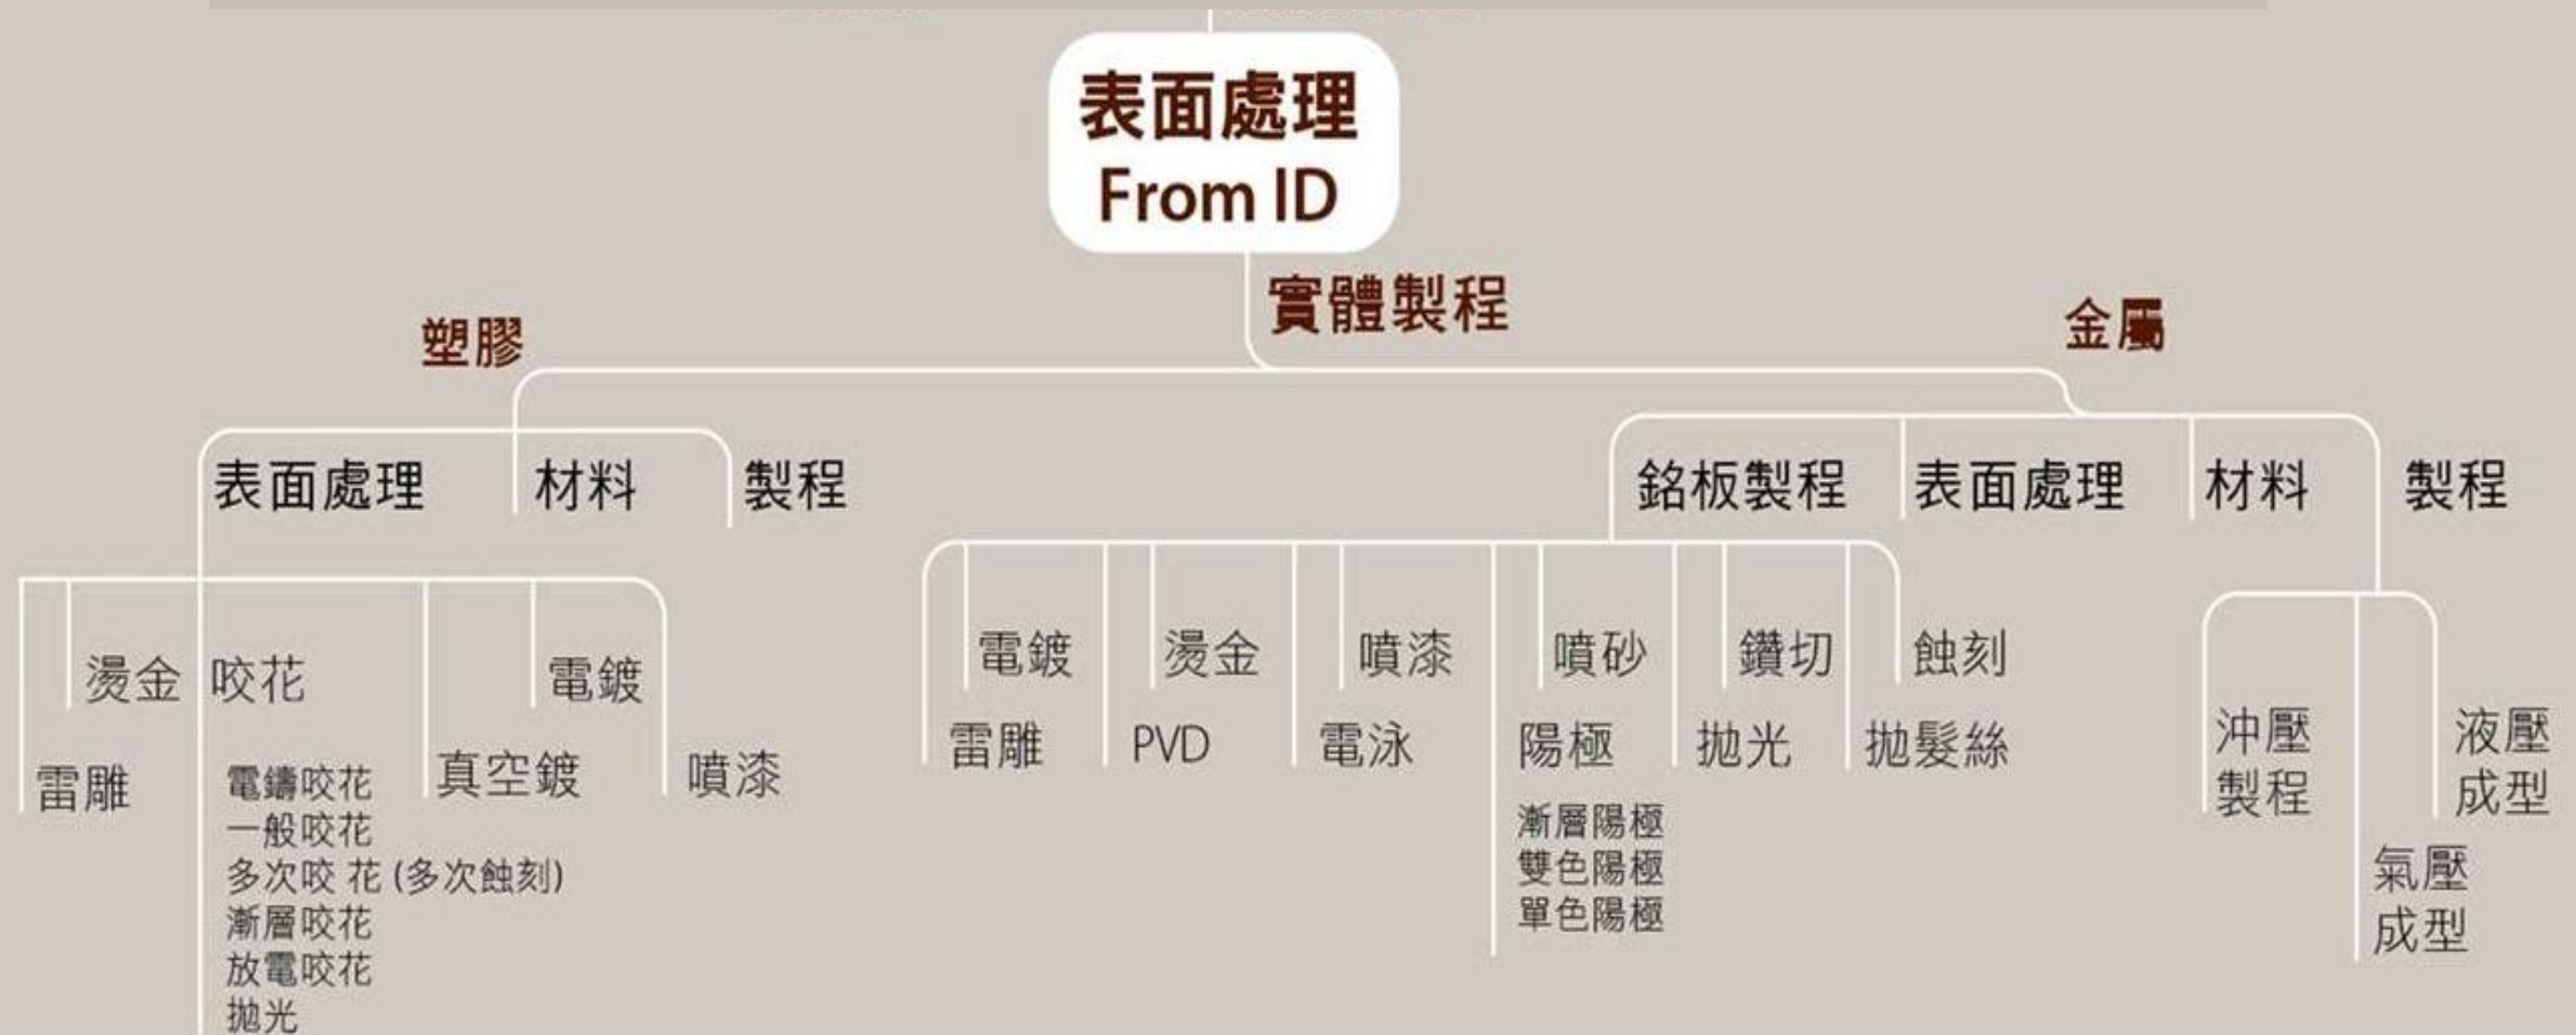 表面處理
From ID
實體製程
塑膠
金屬
表面處理
材料
製程
銘板製程
表面處理
材料
製程
燙金
咬花
電鍍
雷雕
真空鍍
噴漆
電鑄咬花
一般咬花
多次咬 花 (多次蝕刻)
漸層咬花
放電咬花
拋光
電鍍
燙金
噴漆
噴砂
鑽切
蝕刻
雷雕
PVD
電泳
陽極
拋光
拋髮絲
漸層陽極
雙色陽極
單色陽極
沖壓
製程
液壓
成型
氣壓
成型